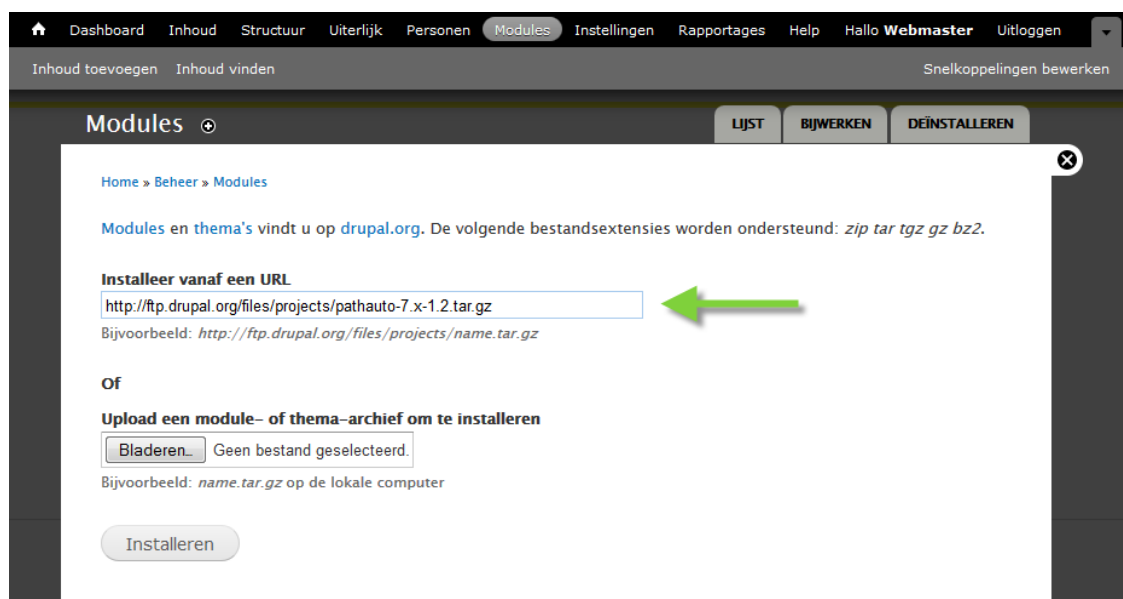 Dashboard Inhoud Structuur Uiterlijk Personen Modules Instellingen Rapportages Help Hallo Webmaster Uitloggen
Inhoud toevoegen Inhoud vinden Snelkoppelingen bewerken
Modules LIJST BIJWERKEN DEÏNSTALLEREN
Home » Beheer » Modules
Modules en thema's vindt u op drupal.org. De volgende bestandsextensies worden ondersteund: zip tar tgz gz bz2.
Installeer vanaf een URL
http://ftp.drupal.org/files/projects/pathauto-7.x-1.2.tar.gz
Bijvoorbeeld: http://ftp.drupal.org/files/projects/name.tar.gz
Of
Upload een module- of thema-archief om te installeren
Bladeren... Geen bestand geselecteerd.
Bijvoorbeeld: name.tar.gz op de lokale computer
Installeren